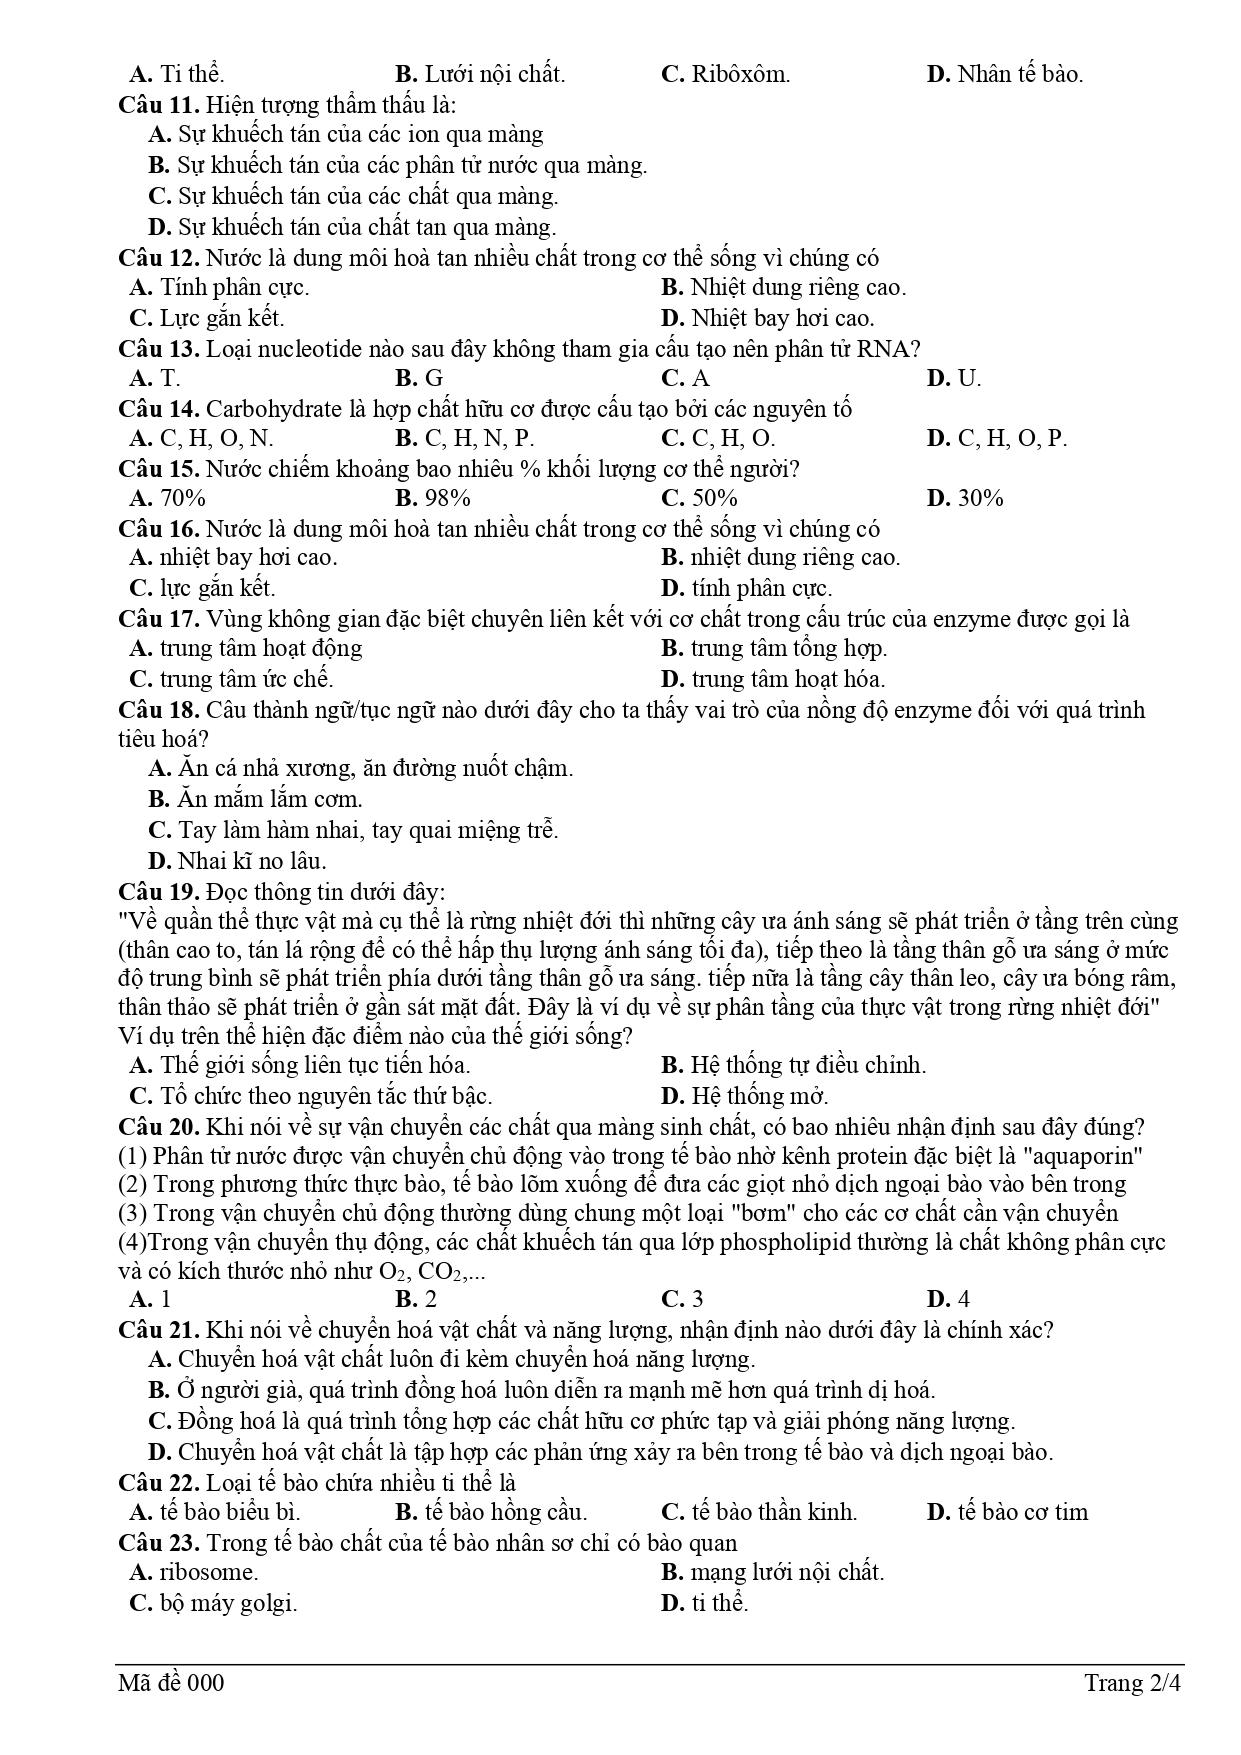 A. Ti thể. B. Lưới nội chất. C. Ribôxôm. D. Nhân tế bào.
Câu 11. Hiện tượng thẩm thấu là:
A. Sự khuếch tán của các ion qua màng
B. Sự khuếch tán của các phân tử nước qua màng.
C. Sự khuếch tán của các chất qua màng.
D. Sự khuếch tán của chất tan qua màng.
Câu 12. Nước là dung môi hoà tan nhiều chất trong cơ thể sống vì chúng có
A. Tính phân cực. B. Nhiệt dung riêng cao.
C. Lực gắn kết. D. Nhiệt bay hơi cao.
Câu 13. Loại nucleotide nào sau đây không tham gia cấu tạo nên phân tử RNA?
A. T. B. G C. A D. U.
Câu 14. Carbohydrate là hợp chất hữu cơ được cấu tạo bởi các nguyên tố
A. C, H, O, N. B. C, H, N, P. C. C, H, O. D. C, H, O, P.
Câu 15. Nước chiếm khoảng bao nhiêu % khối lượng cơ thể người?
A. 70% B. 98% C. 50% D. 30%
Câu 16. Nước là dung môi hoà tan nhiều chất trong cơ thể sống vì chúng có
A. nhiệt bay hơi cao. B. nhiệt dung riêng cao.
C. lực gắn kết. D. tính phân cực.
Câu 17. Vùng không gian đặc biệt chuyên liên kết với cơ chất trong cấu trúc của enzyme được gọi là
A. trung tâm hoạt động B. trung tâm tổng hợp.
C. trung tâm ức chế. D. trung tâm hoạt hóa.
Câu 18. Câu thành ngữ/tục ngữ nào dưới đây cho ta thấy vai trò của nồng độ enzyme đối với quá trình
tiêu hoá?
A. Ăn cá nhả xương, ăn đường nuốt chậm.
B. Ăn mắm lắm cơm.
C. Tay làm hàm nhai, tay quai miệng trễ.
D. Nhai kĩ no lâu.
Câu 19. Đọc thông tin dưới đây:
"Về quần thể thực vật mà cụ thể là rừng nhiệt đới thì những cây ưa ánh sáng sẽ phát triển ở tầng trên cùng
(thân cao to, tán lá rộng để có thể hấp thụ lượng ánh sáng tối đa), tiếp theo là tầng thân gỗ ưa sáng ở mức
độ trung bình sẽ phát triển phía dưới tầng thân gỗ ưa sáng. tiếp nữa là tầng cây thân leo, cây ưa bóng râm,
thân thảo sẽ phát triển ở gần sát mặt đất. Đây là ví dụ về sự phân tầng của thực vật trong rừng nhiệt đới"
Ví dụ trên thể hiện đặc điểm nào của thế giới sống?
A. Thế giới sống liên tục tiến hóa. B. Hệ thống tự điều chỉnh.
C. Tổ chức theo nguyên tắc thứ bậc. D. Hệ thống mở.
Câu 20. Khi nói về sự vận chuyển các chất qua màng sinh chất, có bao nhiêu nhận định sau đây đúng?
(1) Phân tử nước được vận chuyển chủ động vào trong tế bào nhờ kênh protein đặc biệt là "aquaporin"
(2) Trong phương thức thực bào, tế bào lõm xuống để đưa các giọt nhỏ dịch ngoại bào vào bên trong
(3) Trong vận chuyển chủ động thường dùng chung một loại "bơm" cho các cơ chất cần vận chuyển
(4)Trong vận chuyển thụ động, các chất khuếch tán qua lớp phospholipid thường là chất không phân cực
và có kích thước nhỏ như O₂, CO₂,...
A. 1 B. 2 C. 3 D. 4
Câu 21. Khi nói về chuyển hoá vật chất và năng lượng, nhận định nào dưới đây là chính xác?
A. Chuyển hoá vật chất luôn đi kèm chuyển hoá năng lượng.
B. Ở người già, quá trình đồng hoá luôn diễn ra mạnh mẽ hơn quá trình dị hoá.
C. Đồng hoá là quá trình tổng hợp các chất hữu cơ phức tạp và giải phóng năng lượng.
D. Chuyển hoá vật chất là tập hợp các phản ứng xảy ra bên trong tế bào và dịch ngoại bào.
Câu 22. Loại tế bào chứa nhiều ti thể là
A. tế bào biểu bì. B. tế bào hồng cầu. C. tế bào thần kinh. D. tế bào cơ tim
Câu 23. Trong tế bào chất của tế bào nhân sơ chỉ có bào quan
A. ribosome. B. mạng lưới nội chất.
C. bộ máy golgi. D. ti thể.
Mã đề 000 Trang 2/4